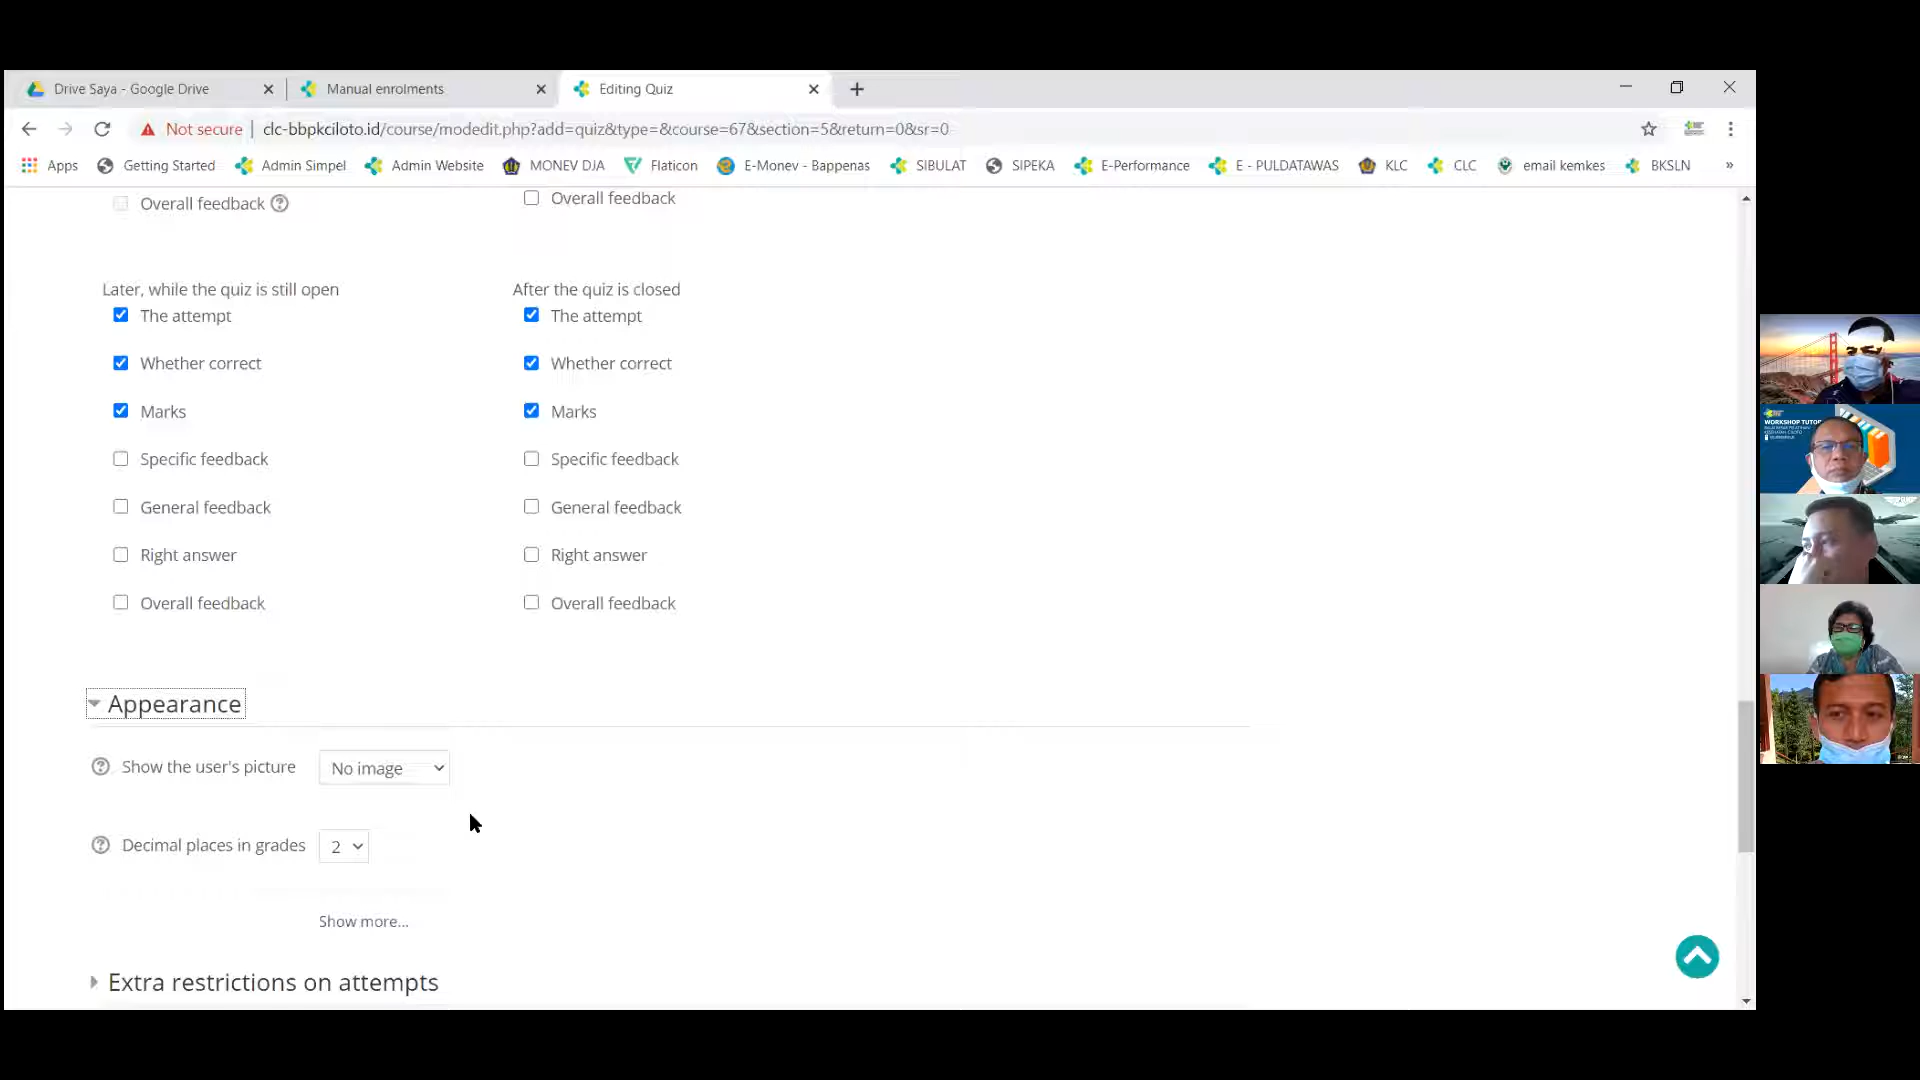 Drive Saya - Google Drive
Manual enrolments
Editing Quiz
Not secure
clc-bbpkciloto.id/course/modedit.php?add=quiz&type=&course=67&section=5&return=0&sr=0
Apps Getting Started Admin Simpel Admin Website MONEV DJA Flaticon E-Monev - Bappenas SIBULAT SIPEKA E-Performance E - PULDATAWAS KLC CLC email kemkes BKSLN »
Overall feedback
Overall feedback
Later, while the quiz is still open
The attempt
Whether correct
Marks
Specific feedback
General feedback
Right answer
Overall feedback
After the quiz is closed
The attempt
Whether correct
Marks
Specific feedback
General feedback
Right answer
Overall feedback
Appearance
Show the user's picture No image
Decimal places in grades 2
Show more...
Extra restrictions on attempts
WORKSHOP TUTOR